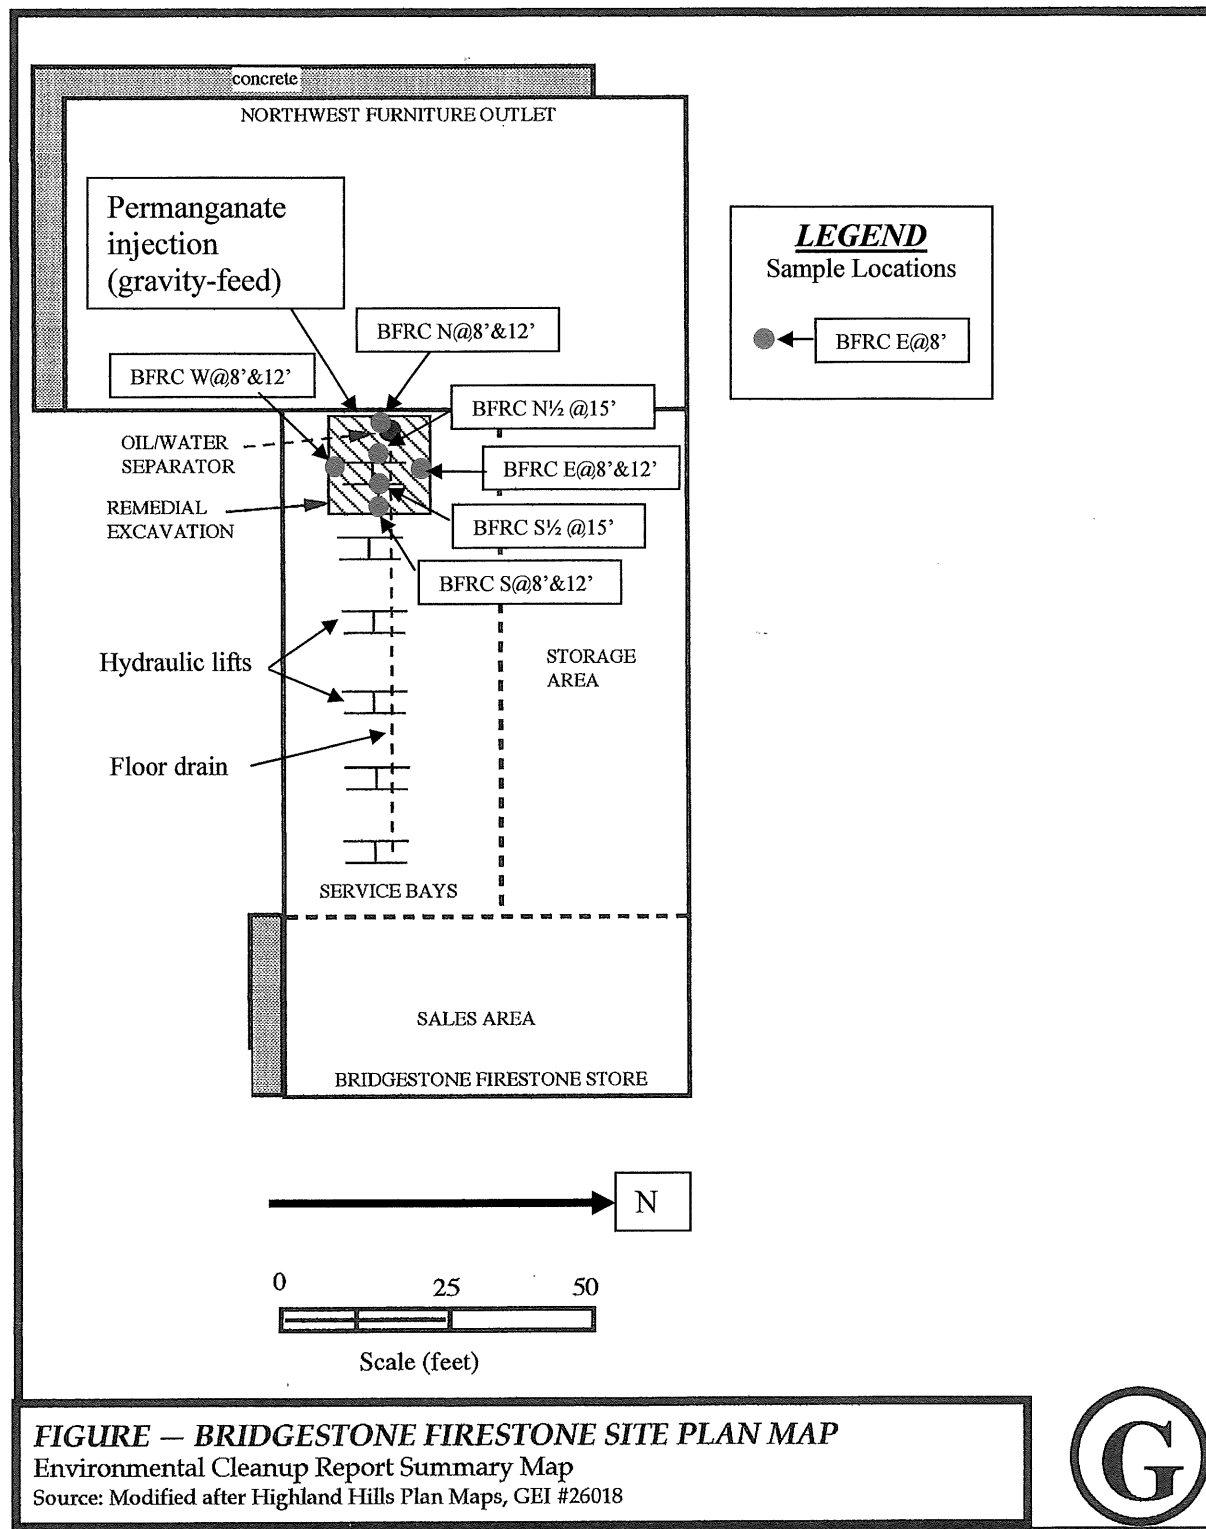 concrete
NORTHWEST FURNITURE OUTLET
Permanganate
injection
(gravity-feed)
LEGEND
Sample Locations
BFRC E@8’
BFRC N@8’&12’
BFRC W@8’&12’
BFRC N½ @15’
OIL/WATER
SEPARATOR
BFRC E@8’&12’
REMEDIAL
EXCAVATION
BFRC S½ @15’
BFRC S@8’&12’
Hydraulic lifts
STORAGE
AREA
Floor drain
SERVICE BAYS
SALES AREA
BRIDGESTONE FIRESTONE STORE
N
0 25 50
Scale (feet)
FIGURE — BRIDGESTONE FIRESTONE SITE PLAN MAP
Environmental Cleanup Report Summary Map
Source: Modified after Highland Hills Plan Maps, GEI #26018
G